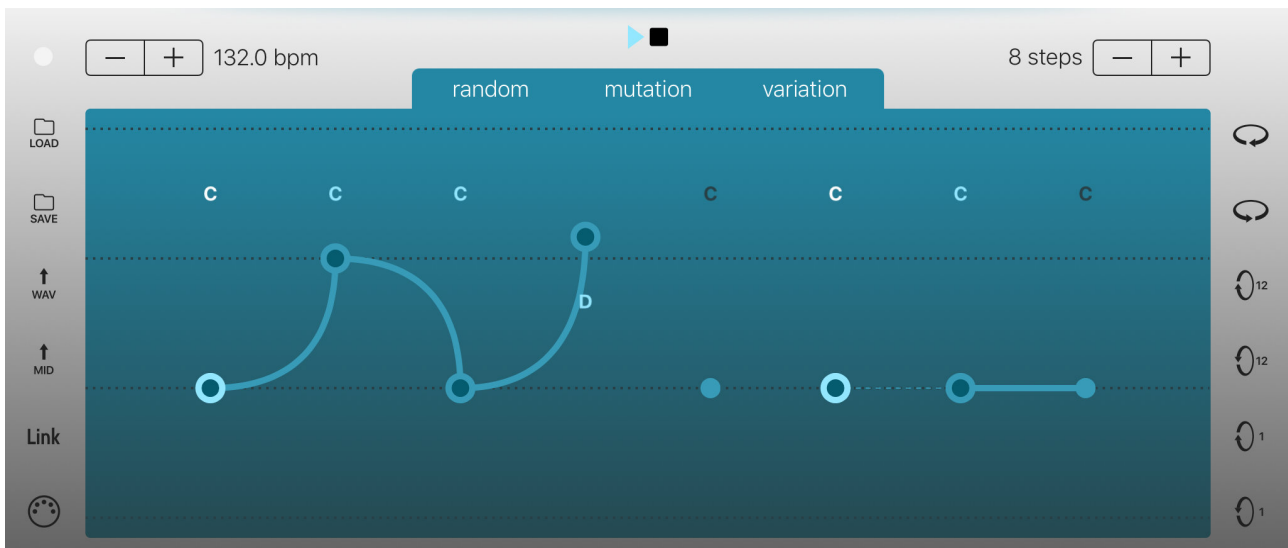 132.0 bpm
8 steps
random mutation variation
LOAD
SAVE
WAV
MID
Link
C C C C C C C
D
12
12
1
1